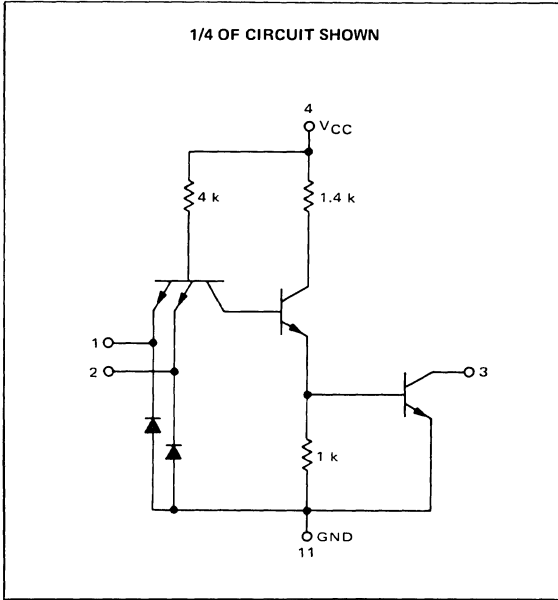 1/4 OF CIRCUIT SHOWN
4
VCC
4 k
1.4 k
1
2
3
1 k
GND
11